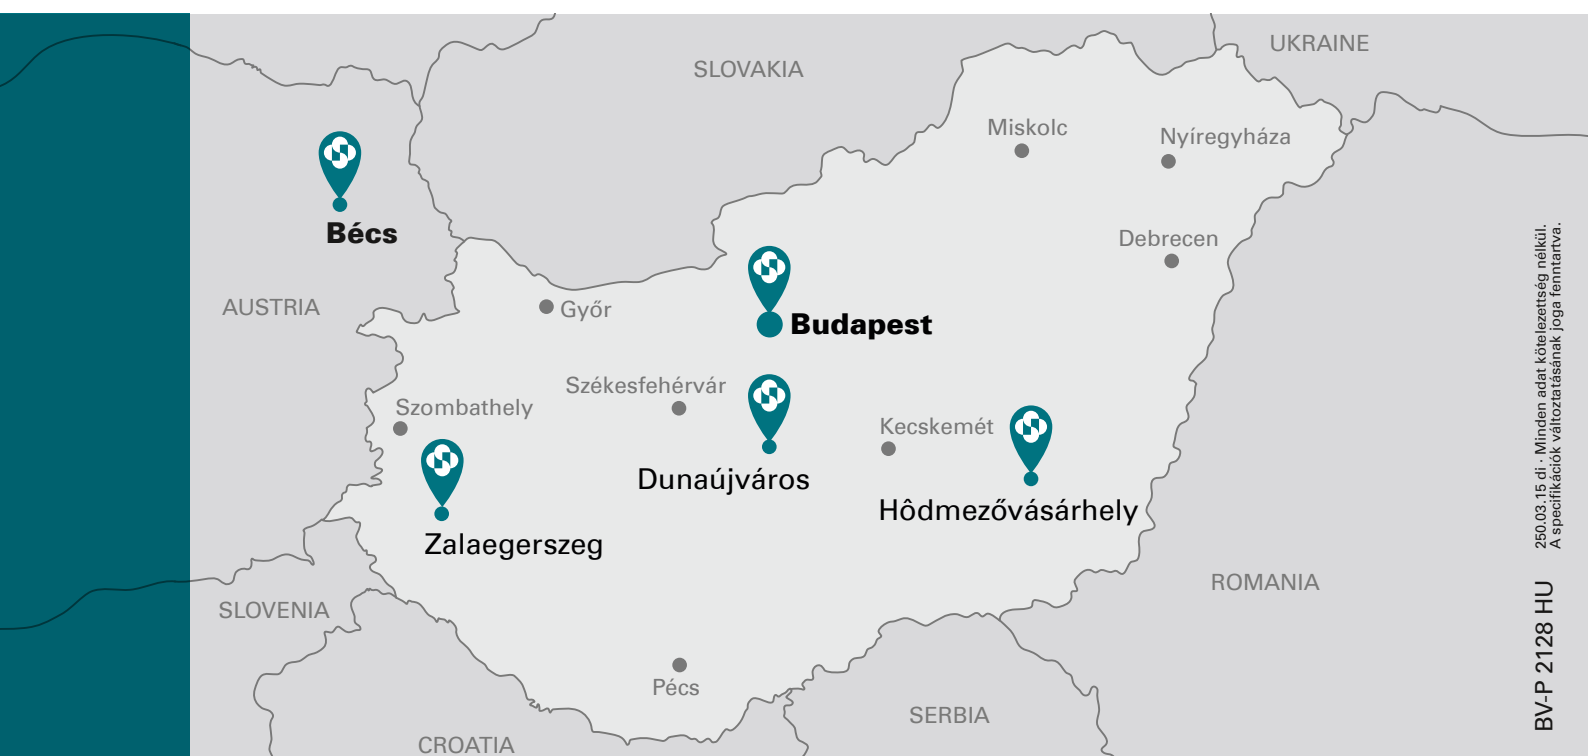 UKRAINE
SLOVAKIA
Miskolc
Nyíregyháza
Bécs
Debrecen
AUSTRIA
Győr
Budapest
Székesfehérvár
Szombathely
Kecskemét
Dunaújváros
Hôdmezővásárhely
Zalaegerszeg
ROMANIA
SLOVENIA
Pécs
SERBIA
CROATIA
BV-P 2128 HU
250.03.15 di · Minden adat kötelezettség nélkül.
A specifikációk változtatásának joga fenntartva.